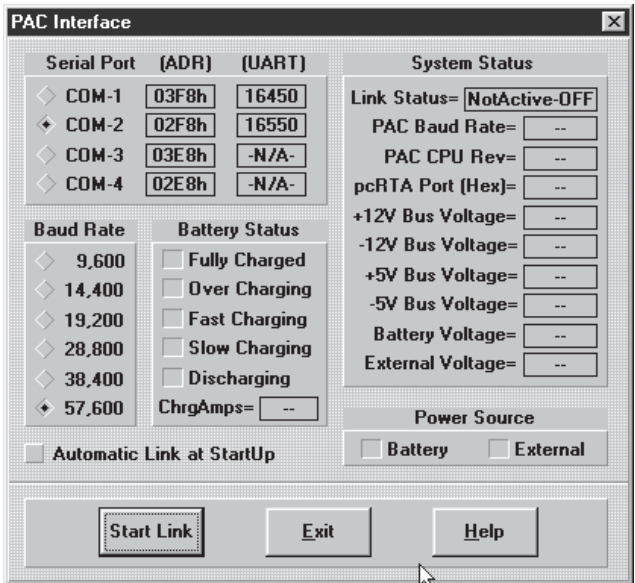 PAC Interface
Serial Port (ADR) (UART)
COM-1 03F8h 16450
COM-2 02F8h 16550
COM-3 03E8h -N/A-
COM-4 02E8h -N/A-
Baud Rate
9,600
14,400
19,200
28,800
38,400
57,600
Battery Status
Fully Charged
Over Charging
Fast Charging
Slow Charging
Discharging
ChrgAmps= --
Automatic Link at StartUp
System Status
Link Status= NotActive-OFF
PAC Baud Rate= --
PAC CPU Rev= --
pcRTA Port (Hex)= --
+12V Bus Voltage= --
-12V Bus Voltage= --
+5V Bus Voltage= --
-5V Bus Voltage= --
Battery Voltage= --
External Voltage= --
Power Source
Battery External
Start Link Exit Help